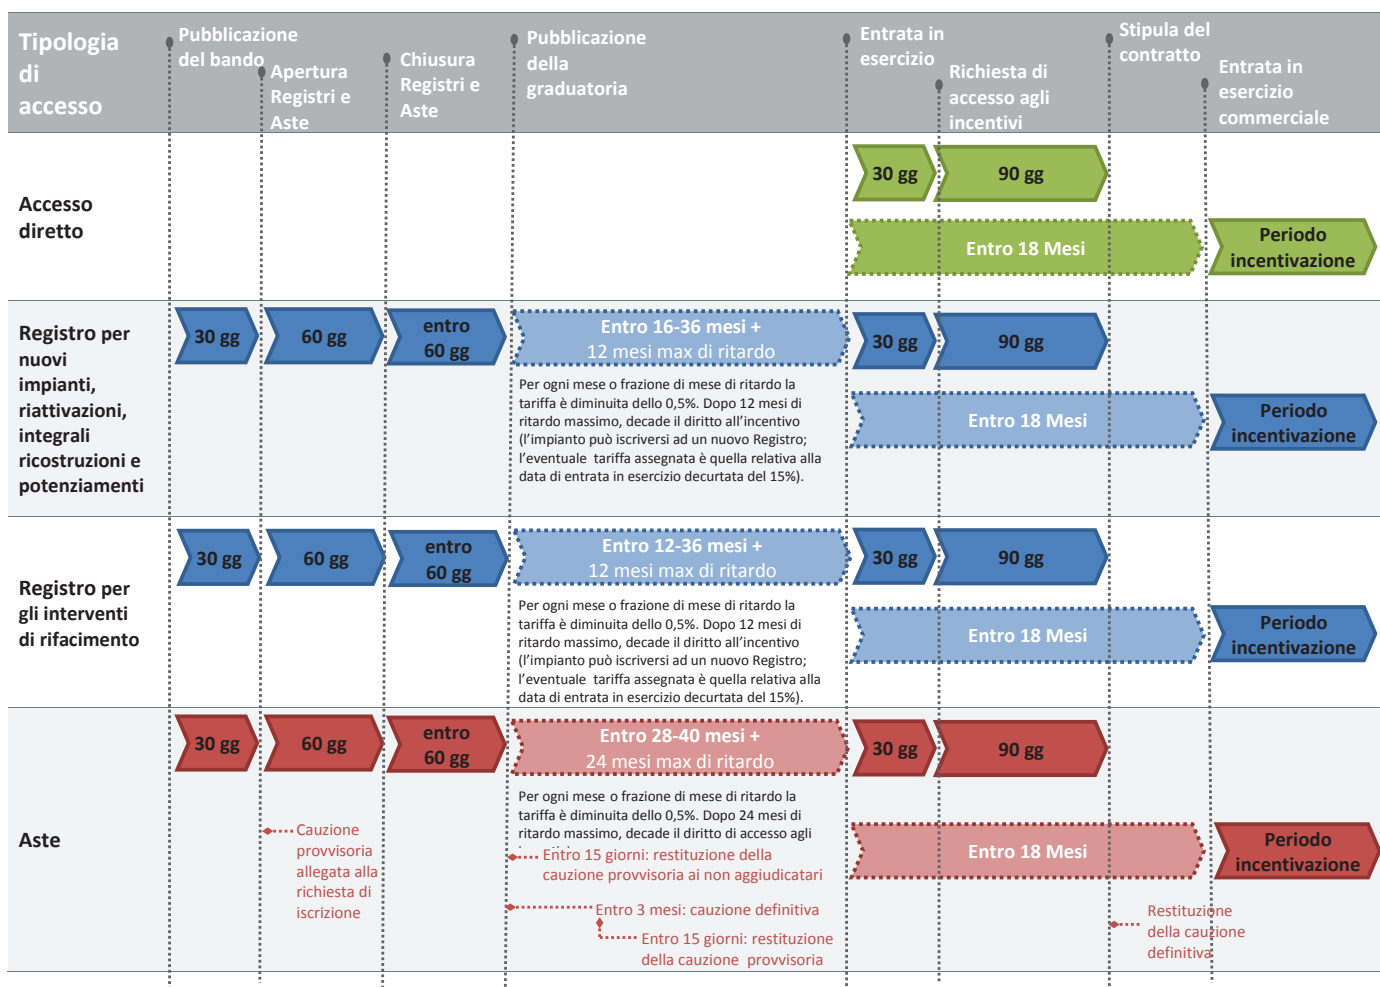 Tipologia
di
accesso
Pubblicazione
del bando
Apertura
Registri e
Aste
Chiusura
Registri e
Aste
Pubblicazione
della
graduatoria
Entrata in
esercizio
Richiesta di
accesso agli
incentivi
Stipula del
contratto
Entrata in
esercizio
commerciale
Accesso
diretto
30 gg
90 gg
Entro 18 Mesi
Periodo
incentivazione
Registro per
nuovi
impianti,
riattivazioni,
integrali
ricostruzioni e
potenziamenti
30 gg
60 gg
entro
60 gg
Entro 16-36 mesi +
12 mesi max di ritardo
30 gg
90 gg
Per ogni mese o frazione di mese di ritardo la
tariffa è diminuita dello 0,5%. Dopo 12 mesi di
ritardo massimo, decade il diritto all'incentivo
(l'impianto può iscriversi ad un nuovo Registro;
l'eventuale tariffa assegnata è quella relativa alla
data di entrata in esercizio decurtata del 15%).
Entro 18 Mesi
Periodo
incentivazione
Registro per
gli interventi
di rifacimento
30 gg
60 gg
entro
60 gg
Entro 12-36 mesi +
12 mesi max di ritardo
30 gg
90 gg
Per ogni mese o frazione di mese di ritardo la
tariffa è diminuita dello 0,5%. Dopo 12 mesi di
ritardo massimo, decade il diritto all'incentivo
(l'impianto può iscriversi ad un nuovo Registro;
l'eventuale tariffa assegnata è quella relativa alla
data di entrata in esercizio decurtata del 15%).
Entro 18 Mesi
Periodo
incentivazione
Aste
30 gg
60 gg
entro
60 gg
Entro 28-40 mesi +
24 mesi max di ritardo
30 gg
90 gg
Per ogni mese o frazione di mese di ritardo la
tariffa è diminuita dello 0,5%. Dopo 24 mesi di
ritardo massimo, decade il diritto di accesso agli
Entro 18 Mesi
Periodo
incentivazione
Cauzione
provvisoria
allegata alla
richiesta di
iscrizione
Entro 15 giorni: restituzione della
cauzione provvisoria ai non aggiudicatari
Entro 3 mesi: cauzione definitiva
Entro 15 giorni: restituzione
della cauzione provvisoria
Restituzione
della cauzione
definitiva